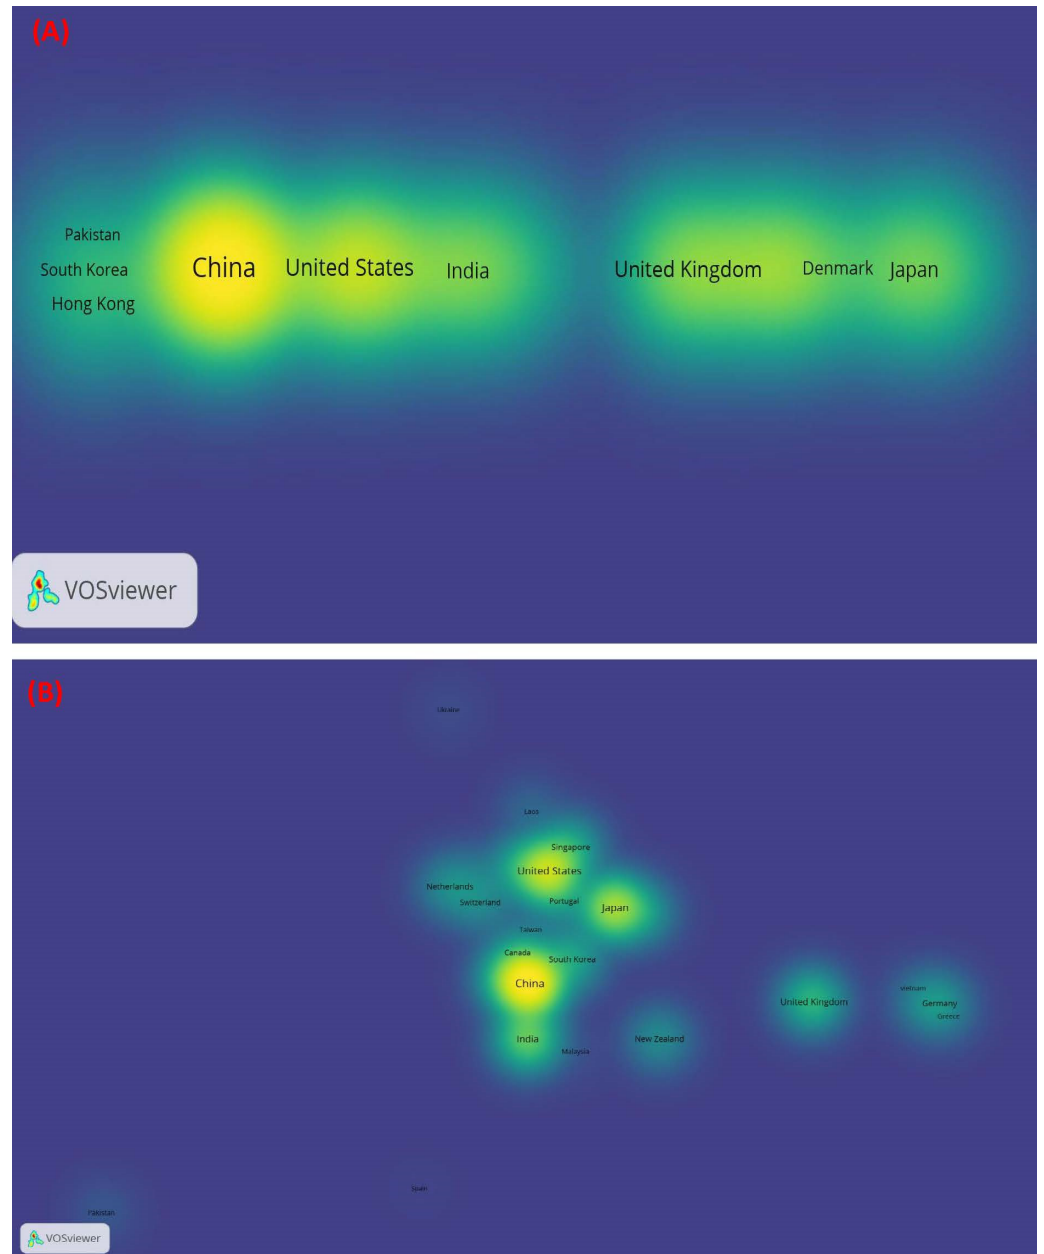 (A)
Pakistan
South Korea
Hong Kong
China
United States
India
United Kingdom
Denmark
Japan
VOSviewer
(B)
Ukraine
Laos
Singapore
United States
Netherlands
Switzerland
Portugal
Japan
Taiwan
Canada
South Korea
China
India
Malaysia
New Zealand
United Kingdom
Vietnam
Germany
Greece
Spain
Pakistan
VOSviewer